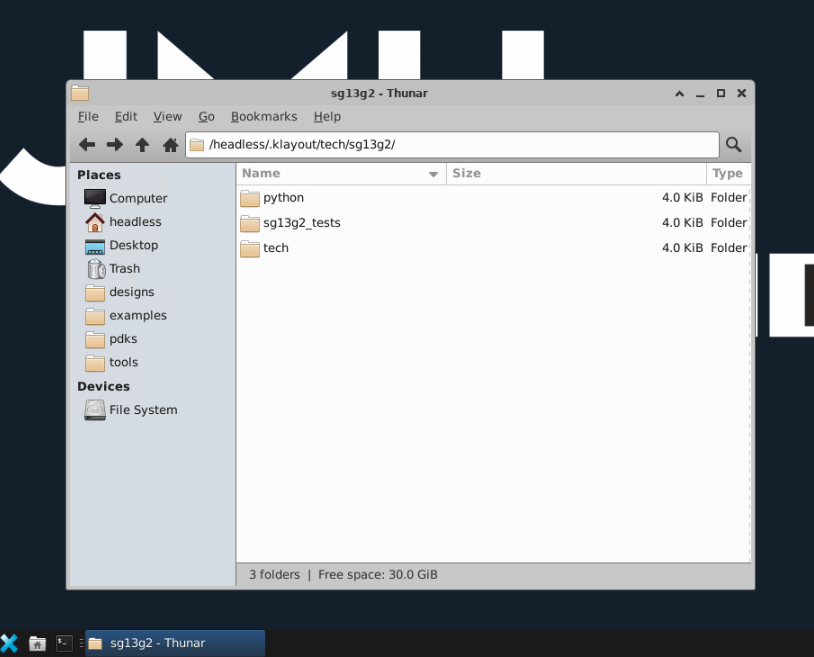 sg13g2 - Thunar
File Edit View Go Bookmarks Help
/headless/.klayout/tech/sg13g2/
Places
Computer
headless
Desktop
Trash
designs
examples
pdks
tools
Devices
File System
Name Size Type
python 4.0 KiB Folder
sg13g2_tests 4.0 KiB Folder
tech 4.0 KiB Folder
3 folders | Free space: 30.0 GiB
sg13g2 - Thunar